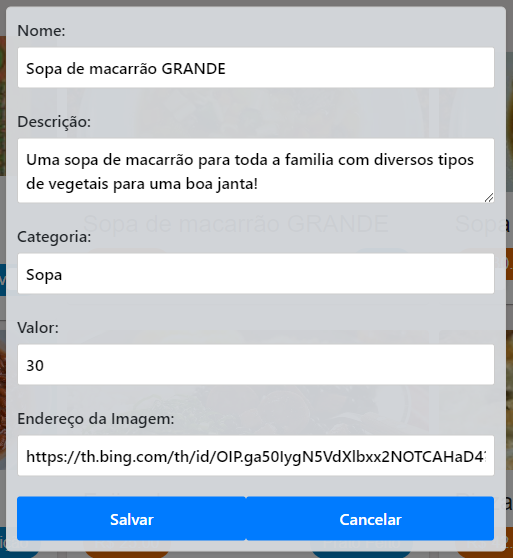 Nome:
Sopa de macarrão GRANDE
Descrição:
Uma sopa de macarrão para toda a familia com diversos tipos
de vegetais para uma boa janta!
Sopa de macarrão GRANDE
Sopa
Categoria:
Sopa
Valor:
30
Endereço da Imagem:
https://th.bing.com/th/id/OIP.ga50IygN5VdXlbxx2NOTCAHaD4
Salvar
Cancelar